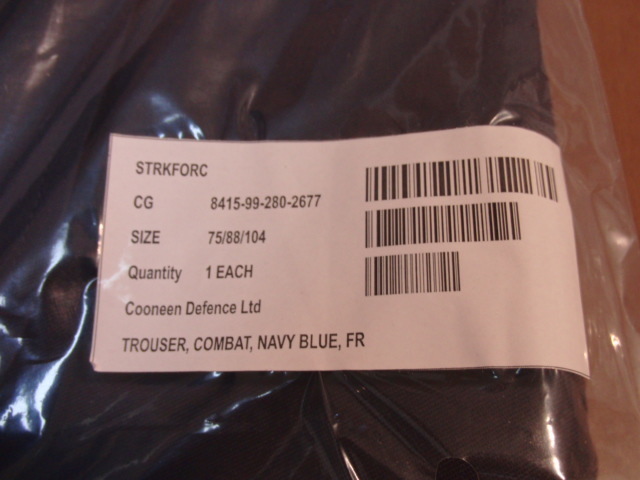 STRKFORC
CG 8415-99-280-2677
SIZE 75/88/104
Quantity 1 EACH
Cooneen Defence Ltd
TROUSER, COMBAT, NAVY BLUE, FR